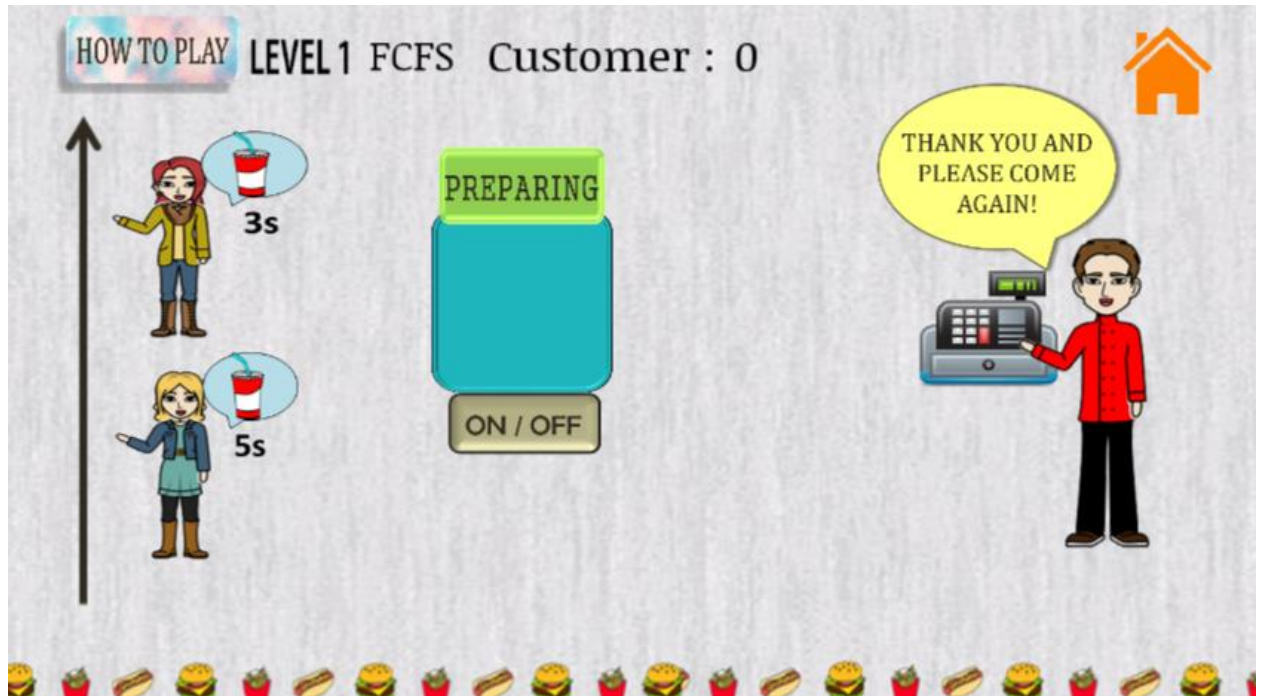 HOW TO PLAY LEVEL 1 FCFS Customer : 0
THANK YOU AND
PLEASE COME
AGAIN!
PREPARING
3s
ON / OFF
5s